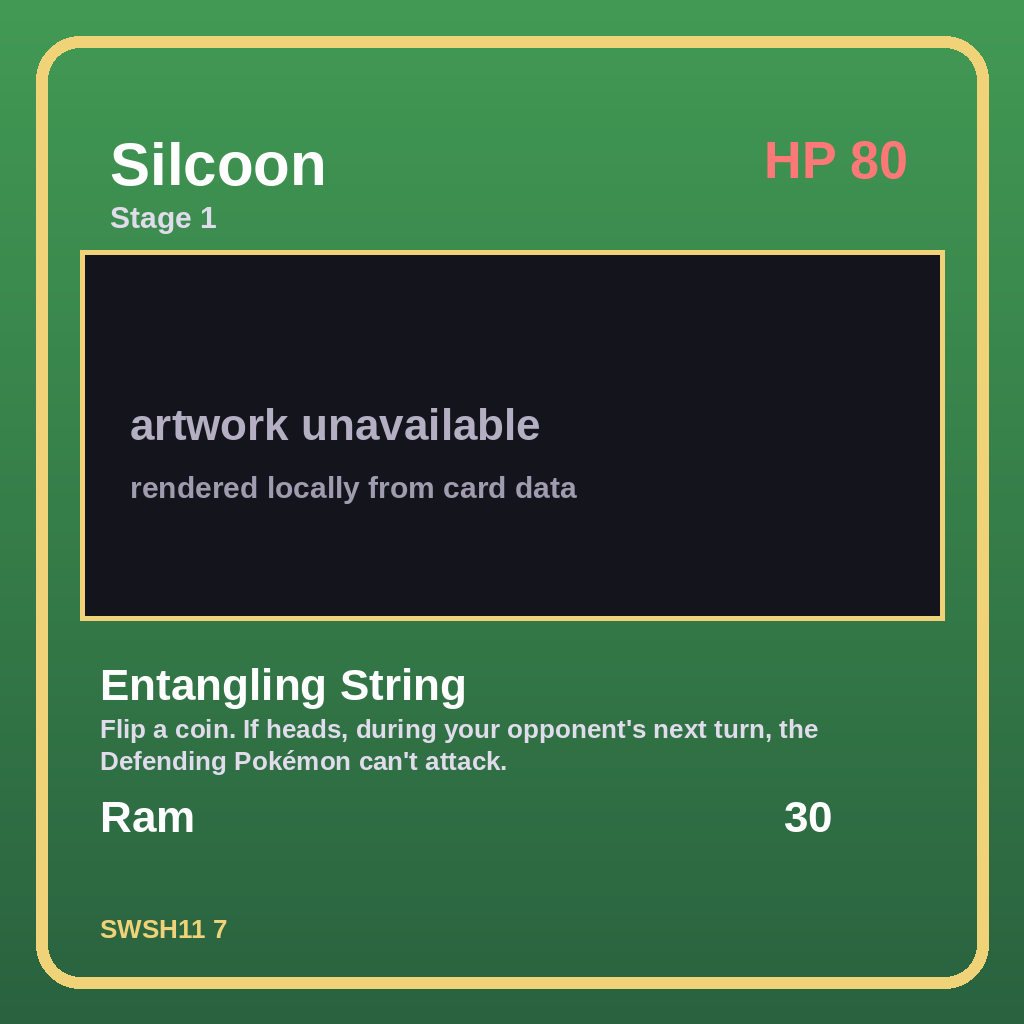 Silcoon
HP 80
Stage 1
artwork unavailable
rendered locally from card data
Entangling String
Flip a coin. If heads, during your opponent's next turn, the
Defending Pokémon can't attack.
Ram 30
SWSH11 7